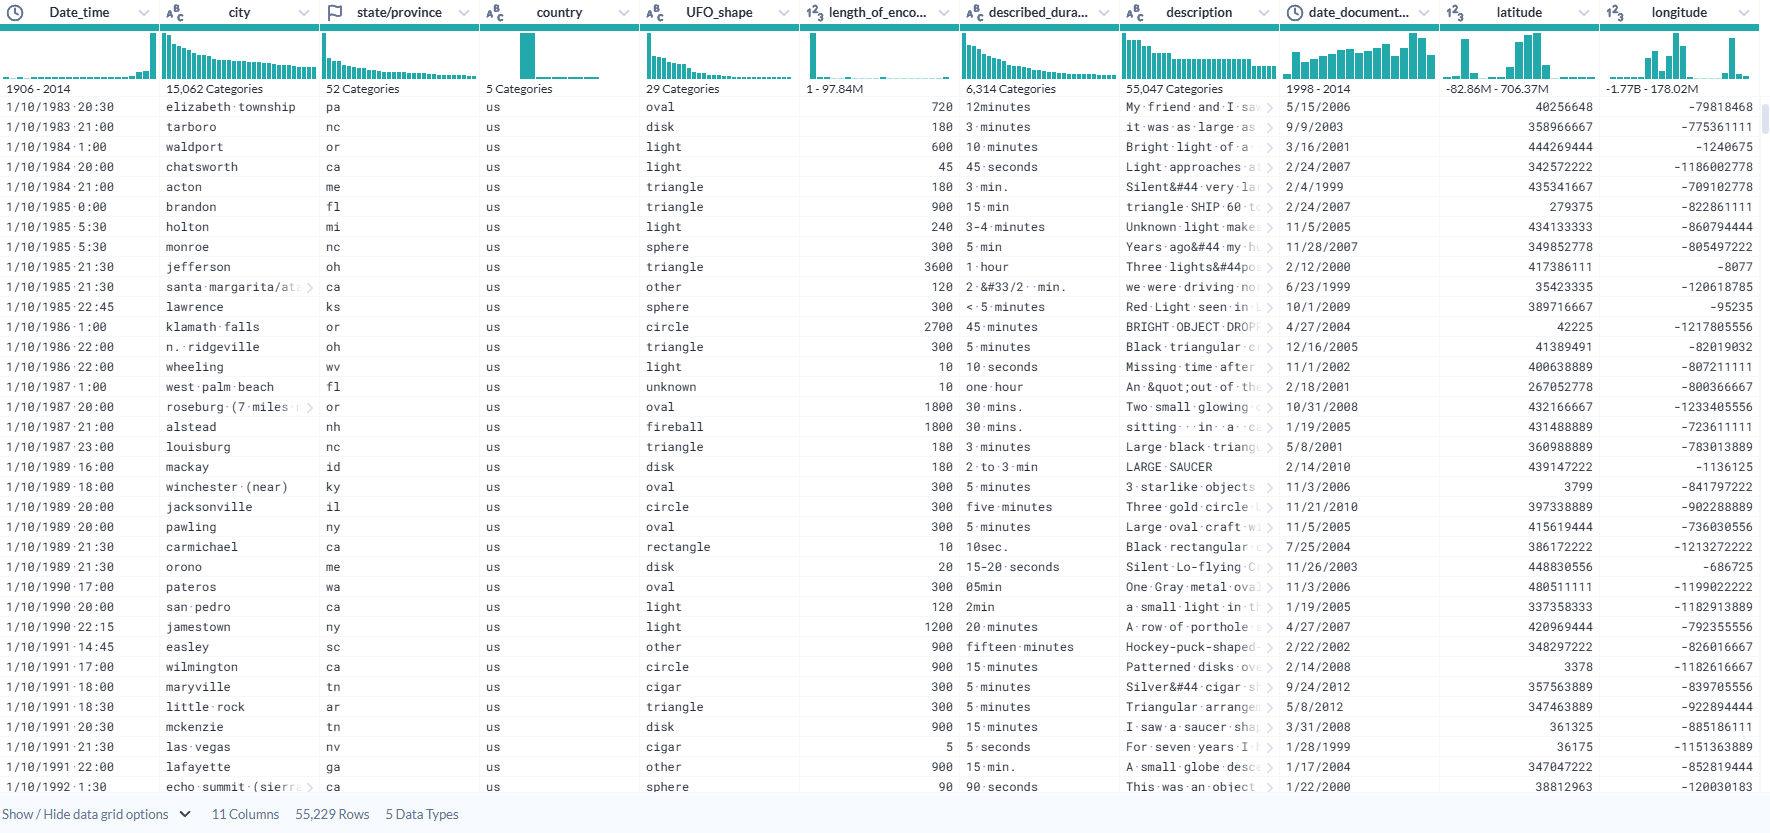 Date_time city state/province country UFO_shape length_of_enco... described_dura... description date_document... latitude longitude
1906 - 2014 15,062 Categories 52 Categories 5 Categories 29 Categories 1 - 97.84M 6,314 Categories 55,047 Categories 1998 - 2014 -82.86M - 706.37M -1.77B - 178.02M
1/10/1983·20:30 elizabeth·township pa us oval 720 12minutes My·friend·and·I·saw 5/15/2006 40256648 -79818468
1/10/1983·21:00 tarboro nc us disk 180 3·minutes it·was·as·large·as· 9/9/2003 358966667 -775361111
1/10/1984·1:00 waldport or us light 600 10·minutes Bright·light·of·a· 3/16/2001 444269444 -1240675
1/10/1984·20:00 chatsworth ca us light 45 45·seconds Light·approaches·at 2/24/2007 342572222 -1186002778
1/10/1984·21:00 acton me us triangle 180 3·min. Silent&#44·very·lar 2/4/1999 435341667 -709102778
1/10/1985·0:00 brandon fl us triangle 900 15·min triangle·SHIP·60·to 2/24/2007 279375 -822861111
1/10/1985·5:30 holton mi us light 240 3-4·minutes Unknown·light·makes 11/5/2005 434133333 -860794444
1/10/1985·5:30 monroe nc us sphere 300 5·min Years·ago&#44·my·hu 11/28/2007 349852778 -805497222
1/10/1985·21:30 jefferson oh us triangle 3600 1·hour Three·lights&#44pos 2/12/2000 417386111 -8077
1/10/1985·21:30 santa·margarita/ata ca us other 120 2·&#33/2··min. we·were·driving·nor 6/23/1999 35423335 -120618785
1/10/1985·22:45 lawrence ks us sphere 300 <·5·minutes Red·Light·seen·in· 10/1/2009 389716667 -95235
1/10/1986·1:00 klamath·falls or us circle 2700 45·minutes BRIGHT·OBJECT·DROPP 4/27/2004 42225 -1217805556
1/10/1986·22:00 n.·ridgeville oh us triangle 300 5·minutes Black·triangular·cr 12/16/2005 41389491 -82019032
1/10/1986·22:00 wheeling wv us light 10 10·seconds Missing·time·after· 11/1/2002 400638889 -807211111
1/10/1987·1:00 west·palm·beach fl us unknown 10 one·hour An·&quot;out·of·the 2/18/2001 267052778 -800366667
1/10/1987·20:00 roseburg·(7·miles· or us oval 1800 30·mins. Two·small·glowing· 10/31/2008 432166667 -1233405556
1/10/1987·21:00 alstead nh us fireball 1800 30·mins. sitting···in··a··ca 1/19/2005 431488889 -723611111
1/10/1987·23:00 louisburg nc us triangle 180 3·minutes Large·black·triang 5/8/2001 360988889 -783013889
1/10/1989·16:00 mackay id us disk 180 2·to·3·min LARGE·SAUCER 2/14/2010 439147222 -1136125
1/10/1989·18:00 winchester·(near) ky us oval 300 5·minutes 3·starlike·objects· 11/3/2006 3799 -841797222
1/10/1989·20:00 jacksonville il us circle 300 five·minutes Three·gold·circle· 11/21/2010 397338889 -902288889
1/10/1989·20:00 pawling ny us oval 300 5·minutes Large·oval·craft·wi 11/5/2005 415619444 -736030556
1/10/1989·21:30 carmichael ca us rectangle 10 10sec. Black·rectangular· 7/25/2004 386172222 -1213272222
1/10/1989·21:30 orono me us disk 20 15-20·seconds Silent·Lo-flying·Cr 11/26/2003 448830556 -686725
1/10/1990·17:00 pateros wa us oval 300 05min One·Gray·metal·oval 11/3/2006 480511111 -1199022222
1/10/1990·20:00 san·pedro ca us light 120 2min a·small·light·in·th 1/19/2005 337358333 -1182913889
1/10/1990·22:15 jamestown ny us light 1200 20·minutes A·row·of·porthole· 4/27/2007 420969444 -792355556
1/10/1991·14:45 easley sc us other 900 fifteen·minutes Hockey-puck-shaped- 2/22/2002 348297222 -826016667
1/10/1991·17:00 wilmington ca us circle 900 15·minutes Patterned·disks·ove 2/14/2008 3378 -1182616667
1/10/1991·18:00 maryville tn us cigar 300 5·minutes Silver&#44·cigar·sh 9/24/2012 357563889 -839705556
1/10/1991·18:30 little·rock ar us triangle 300 5·minutes Triangular·arrangem 5/8/2012 347463889 -922894444
1/10/1991·20:30 mckenzie tn us disk 900 15·minutes I·saw·a·saucer·shap 3/31/2008 361325 -885186111
1/10/1991·21:30 las·vegas nv us cigar 5 5·seconds For·seven·years·I· 1/28/1999 36175 -1151363889
1/10/1991·22:00 lafayette ga us other 900 15·min. A·small·globe·desce 1/17/2004 347047222 -852819444
1/10/1992·1:30 echo·summit·(sierra ca us sphere 90 90·seconds This·was·an·object· 1/22/2000 38812963 -120030183
Show / Hide data grid options 11 Columns 55,229 Rows 5 Data Types